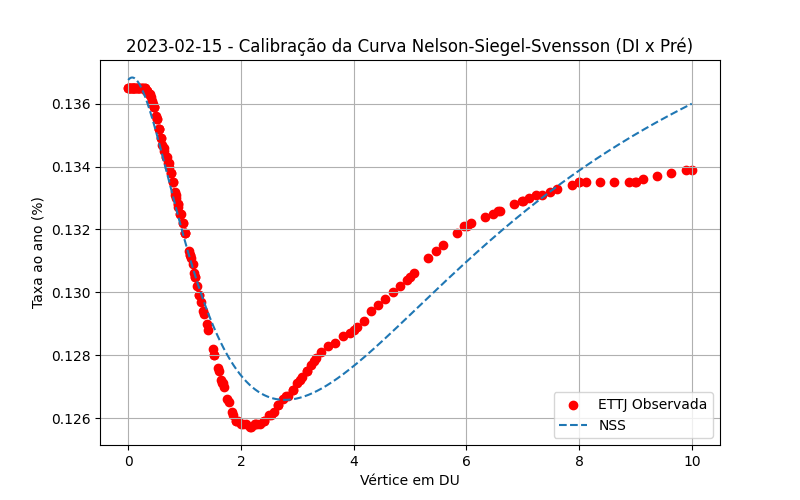 2023-02-15 - Calibração da Curva Nelson-Siegel-Svensson (DI x Pré)
Taxa ao ano (%)
0.136
0.134
0.132
0.130
0.128
0.126
0
2
4
6
8
10
Vértice em DU
ETTJ Observada
NSS